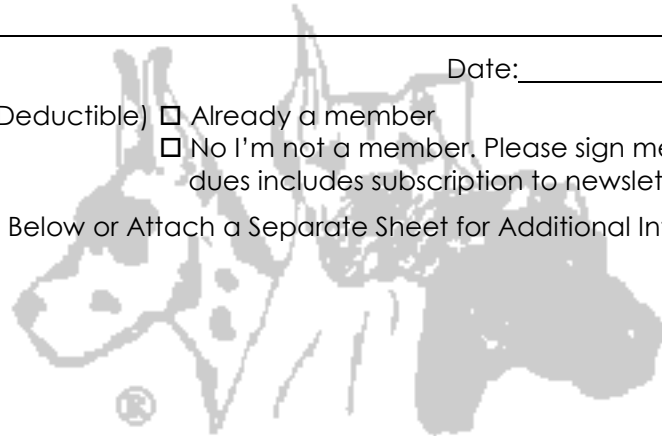 Date:
Deductible) ☐ Already a member
☐ No I'm not a member. Please sign me
dues includes subscription to newslet
Below or Attach a Separate Sheet for Additional In
®